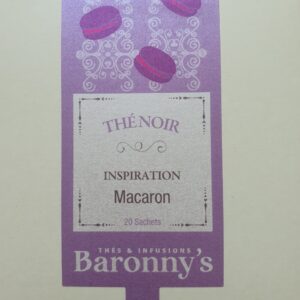 THÉ NOIR
INSPIRATION
Macaron
20 Sachets
THÉS & INFUSIONS
Baronny's